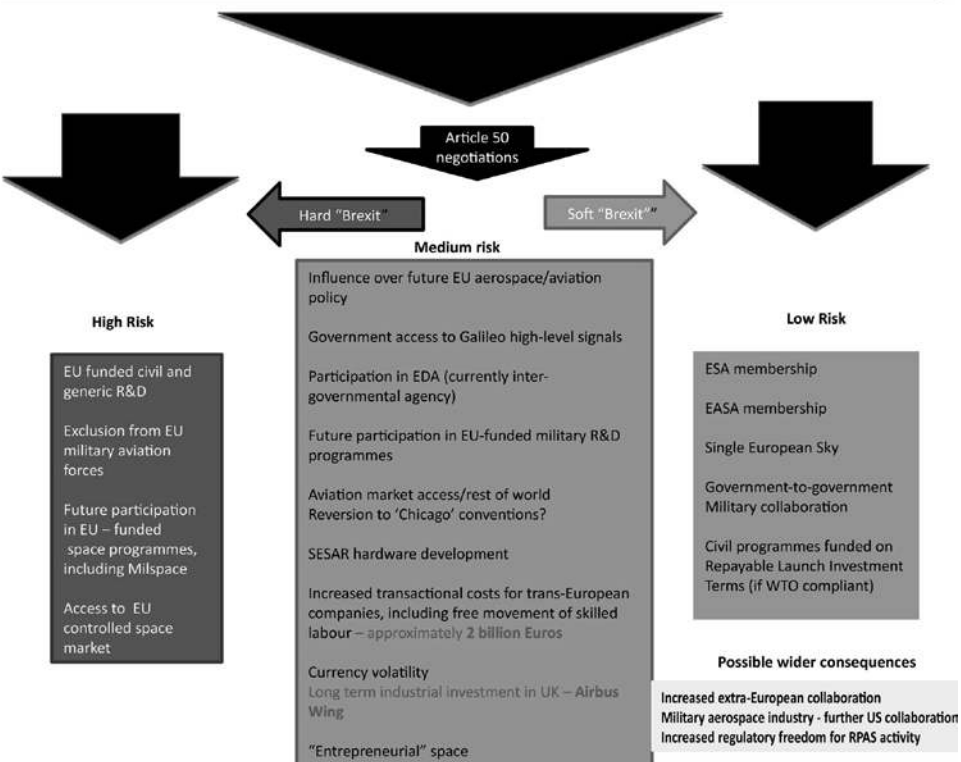 Article 50
negotiations
Hard "Brexit"
Soft "Brexit""
High Risk
EU funded civil and
generic R&D
Exclusion from EU
military aviation
forces
Future participation
in EU – funded
space programmes,
including Milspace
Access to EU
controlled space
market
Medium risk
Influence over future EU aerospace/aviation
policy
Government access to Galileo high-level signals
Participation in EDA (currently inter-
governmental agency)
Future participation in EU-funded military R&D
programmes
Aviation market access/rest of world
Reversion to 'Chicago' conventions?
SESAR hardware development
Increased transactional costs for trans-European
companies, including free movement of skilled
labour – approximately 2 billion Euros
Currency volatility
Long term industrial investment in UK – Airbus
Wing
"Entrepreneurial" space
Low Risk
ESA membership
EASA membership
Single European Sky
Government-to-government
Military collaboration
Civil programmes funded on
Repayable Launch Investment
Terms (if WTO compliant)
Possible wider consequences
Increased extra-European collaboration
Military aerospace industry - further US collaboration
Increased regulatory freedom for RPAS activity